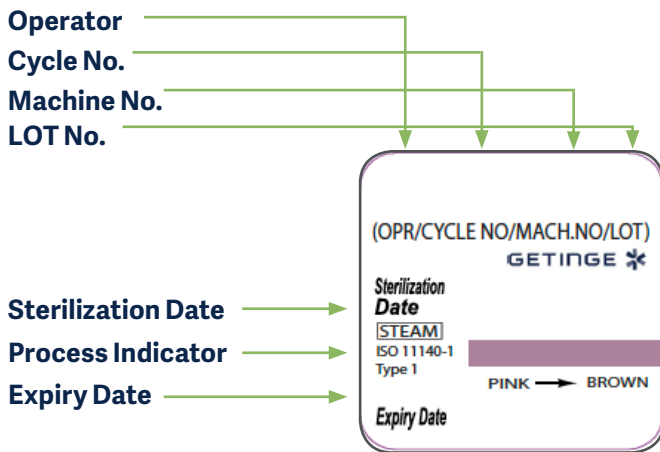 Operator
Cycle No.
Machine No.
LOT No.
(OPR/CYCLE NO/MACH.NO/LOT)
GETINGE
Sterilization Date
Sterilization
Date
STEAM
Process Indicator
ISO 11140-1
Type 1
PINK BROWN
Expiry Date
Expiry Date